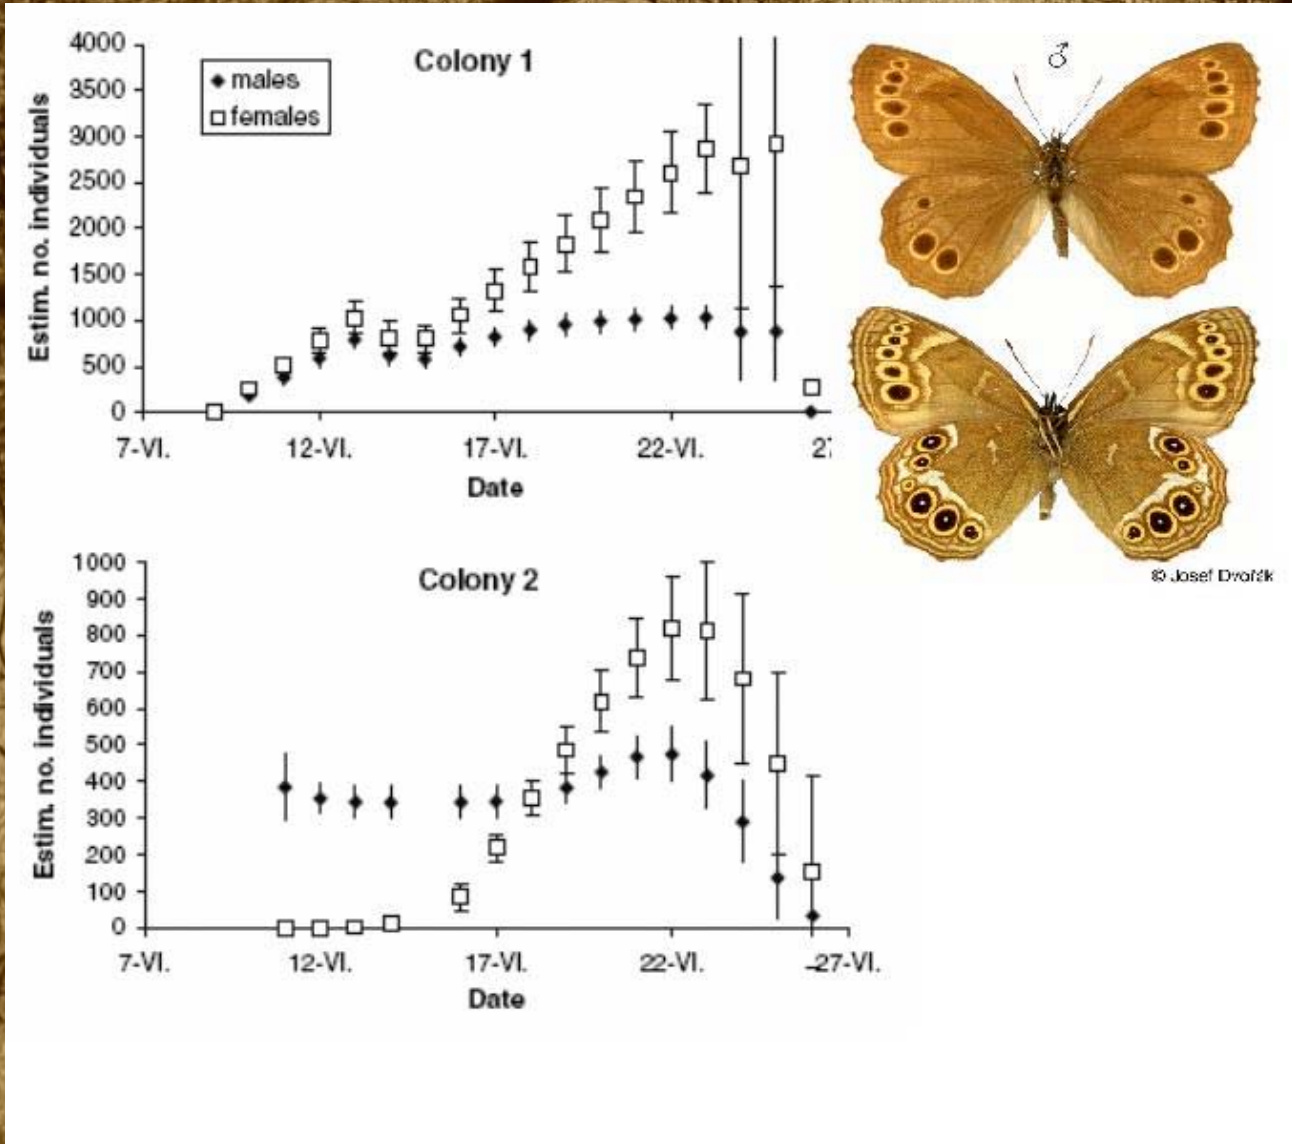 Colony 1
males
females
Estim. no. individuals
4000
3500
3000
2500
2000
1500
1000
500
0
7-VI.
12-VI.
17-VI.
22-VI.
27
Date
♂
© Josef Dvořák
Colony 2
Estim. no. individuals
1000
900
800
700
600
500
400
300
200
100
0
7-VI.
12-VI.
17-VI.
22-VI.
27-VI.
Date